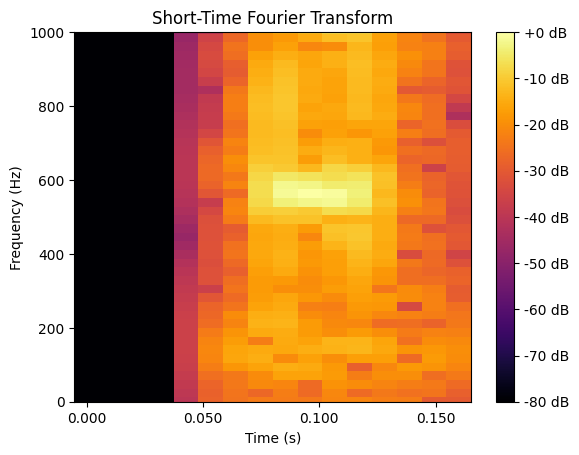 Short-Time Fourier Transform
1000
800
600
400
200
0
Frequency (Hz)
0.000
0.050
0.100
0.150
Time (s)
+0 dB
-10 dB
-20 dB
-30 dB
-40 dB
-50 dB
-60 dB
-70 dB
-80 dB